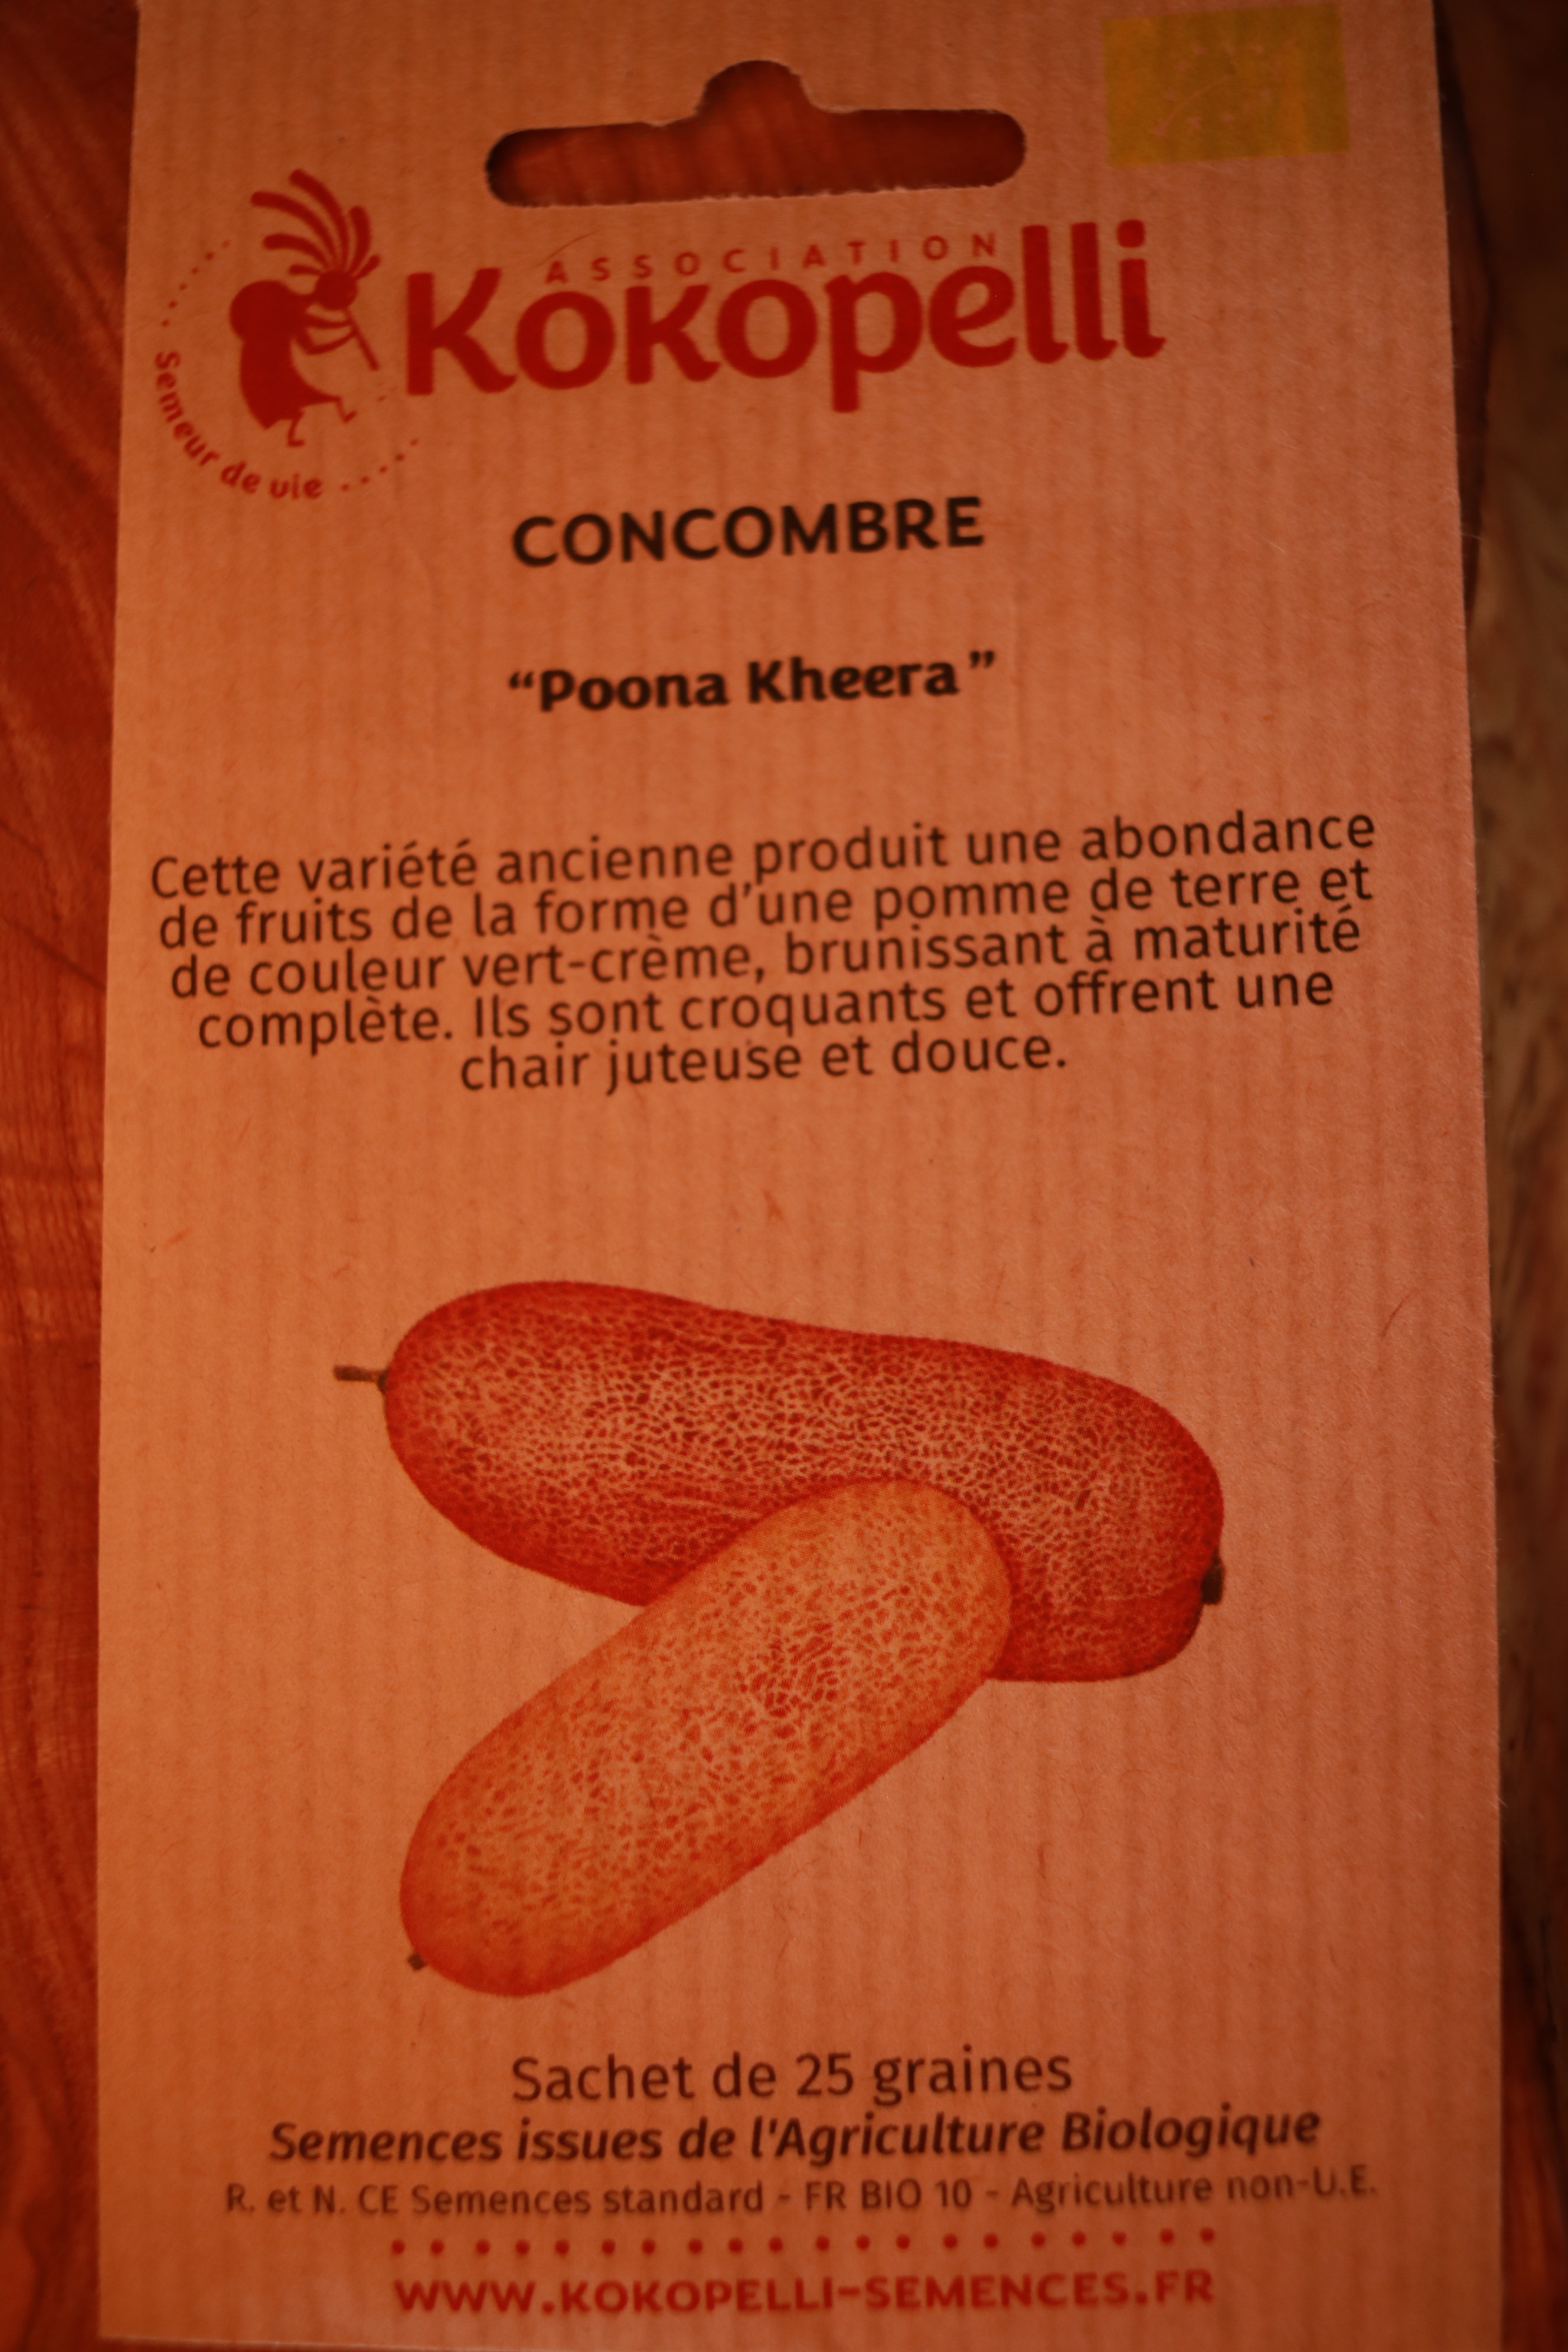 ASSOCIATION
Kokopelli
Semeur de vie
CONCOMBRE
“Poona Kheera”
Cette variété ancienne produit une abondance
de fruits de la forme d’une pomme de terre et
de couleur vert-crème, brunissant à maturité
complète. Ils sont croquants et offrent une
chair juteuse et douce.
Sachet de 25 graines
Semences issues de l'Agriculture Biologique
R. et N. CE Semences standard - FR BIO 10 - Agriculture non-U.E.
WWW.KOKOPELLI-SEMENCES.FR